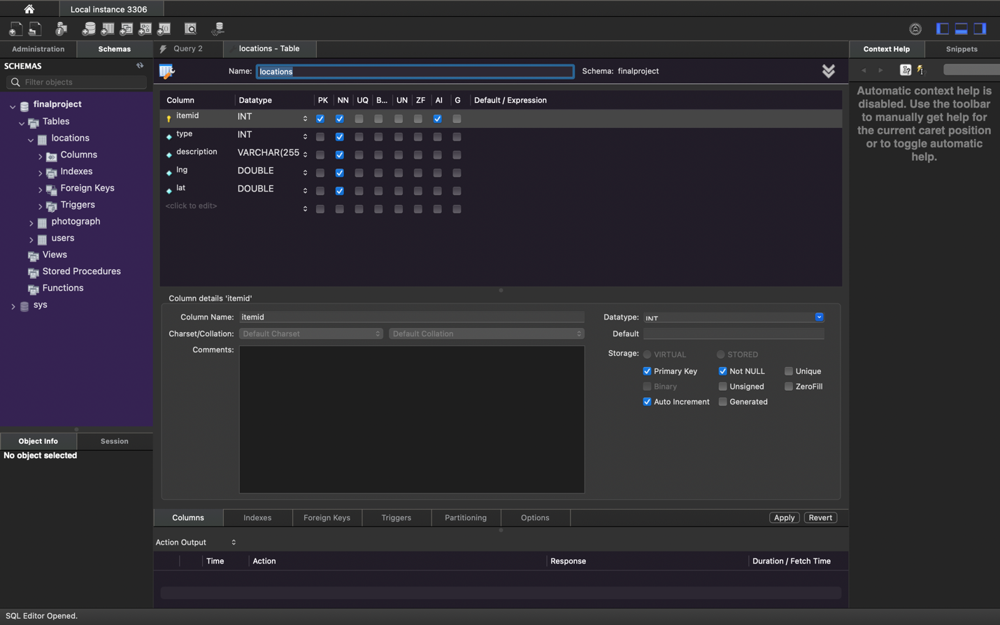 Local instance 3306
Administration Schemas Query 2 locations - Table Context Help Snippets
SCHEMAS
Filter objects
Name: locations Schema: finalproject
Automatic context help is
disabled. Use the toolbar
to manually get help for
the current caret position
or to toggle automatic
help.
finalproject
Tables
locations
Columns
Indexes
Foreign Keys
Triggers
photograph
users
Views
Stored Procedures
Functions
sys
Column Datatype PK NN UQ B... UN ZF AI G Default / Expression
itemid INT
type INT
description VARCHAR(255
lng DOUBLE
lat DOUBLE
<click to edit>
Column details 'itemid'
Column Name: itemid Datatype: INT
Charset/Collation: Default Charset Default Collation Default
Comments: Storage: VIRTUAL STORED
Primary Key Not NULL Unique
Binary Unsigned ZeroFill
Auto Increment Generated
Object Info Session
No object selected
Columns Indexes Foreign Keys Triggers Partitioning Options Apply Revert
Action Output
Time Action Response Duration / Fetch Time
SQL Editor Opened.